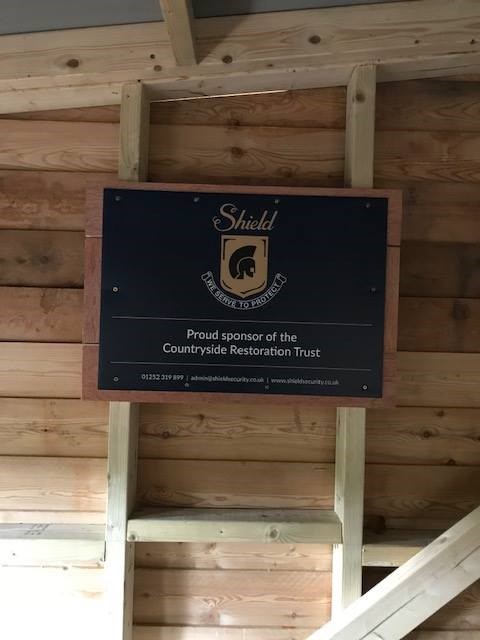 Shield
WE SERVE TO PROTECT
Proud sponsor of the
Countryside Restoration Trust
01252 319 899 | admin@shieldsecurity.co.uk | www.shieldsecurity.co.uk